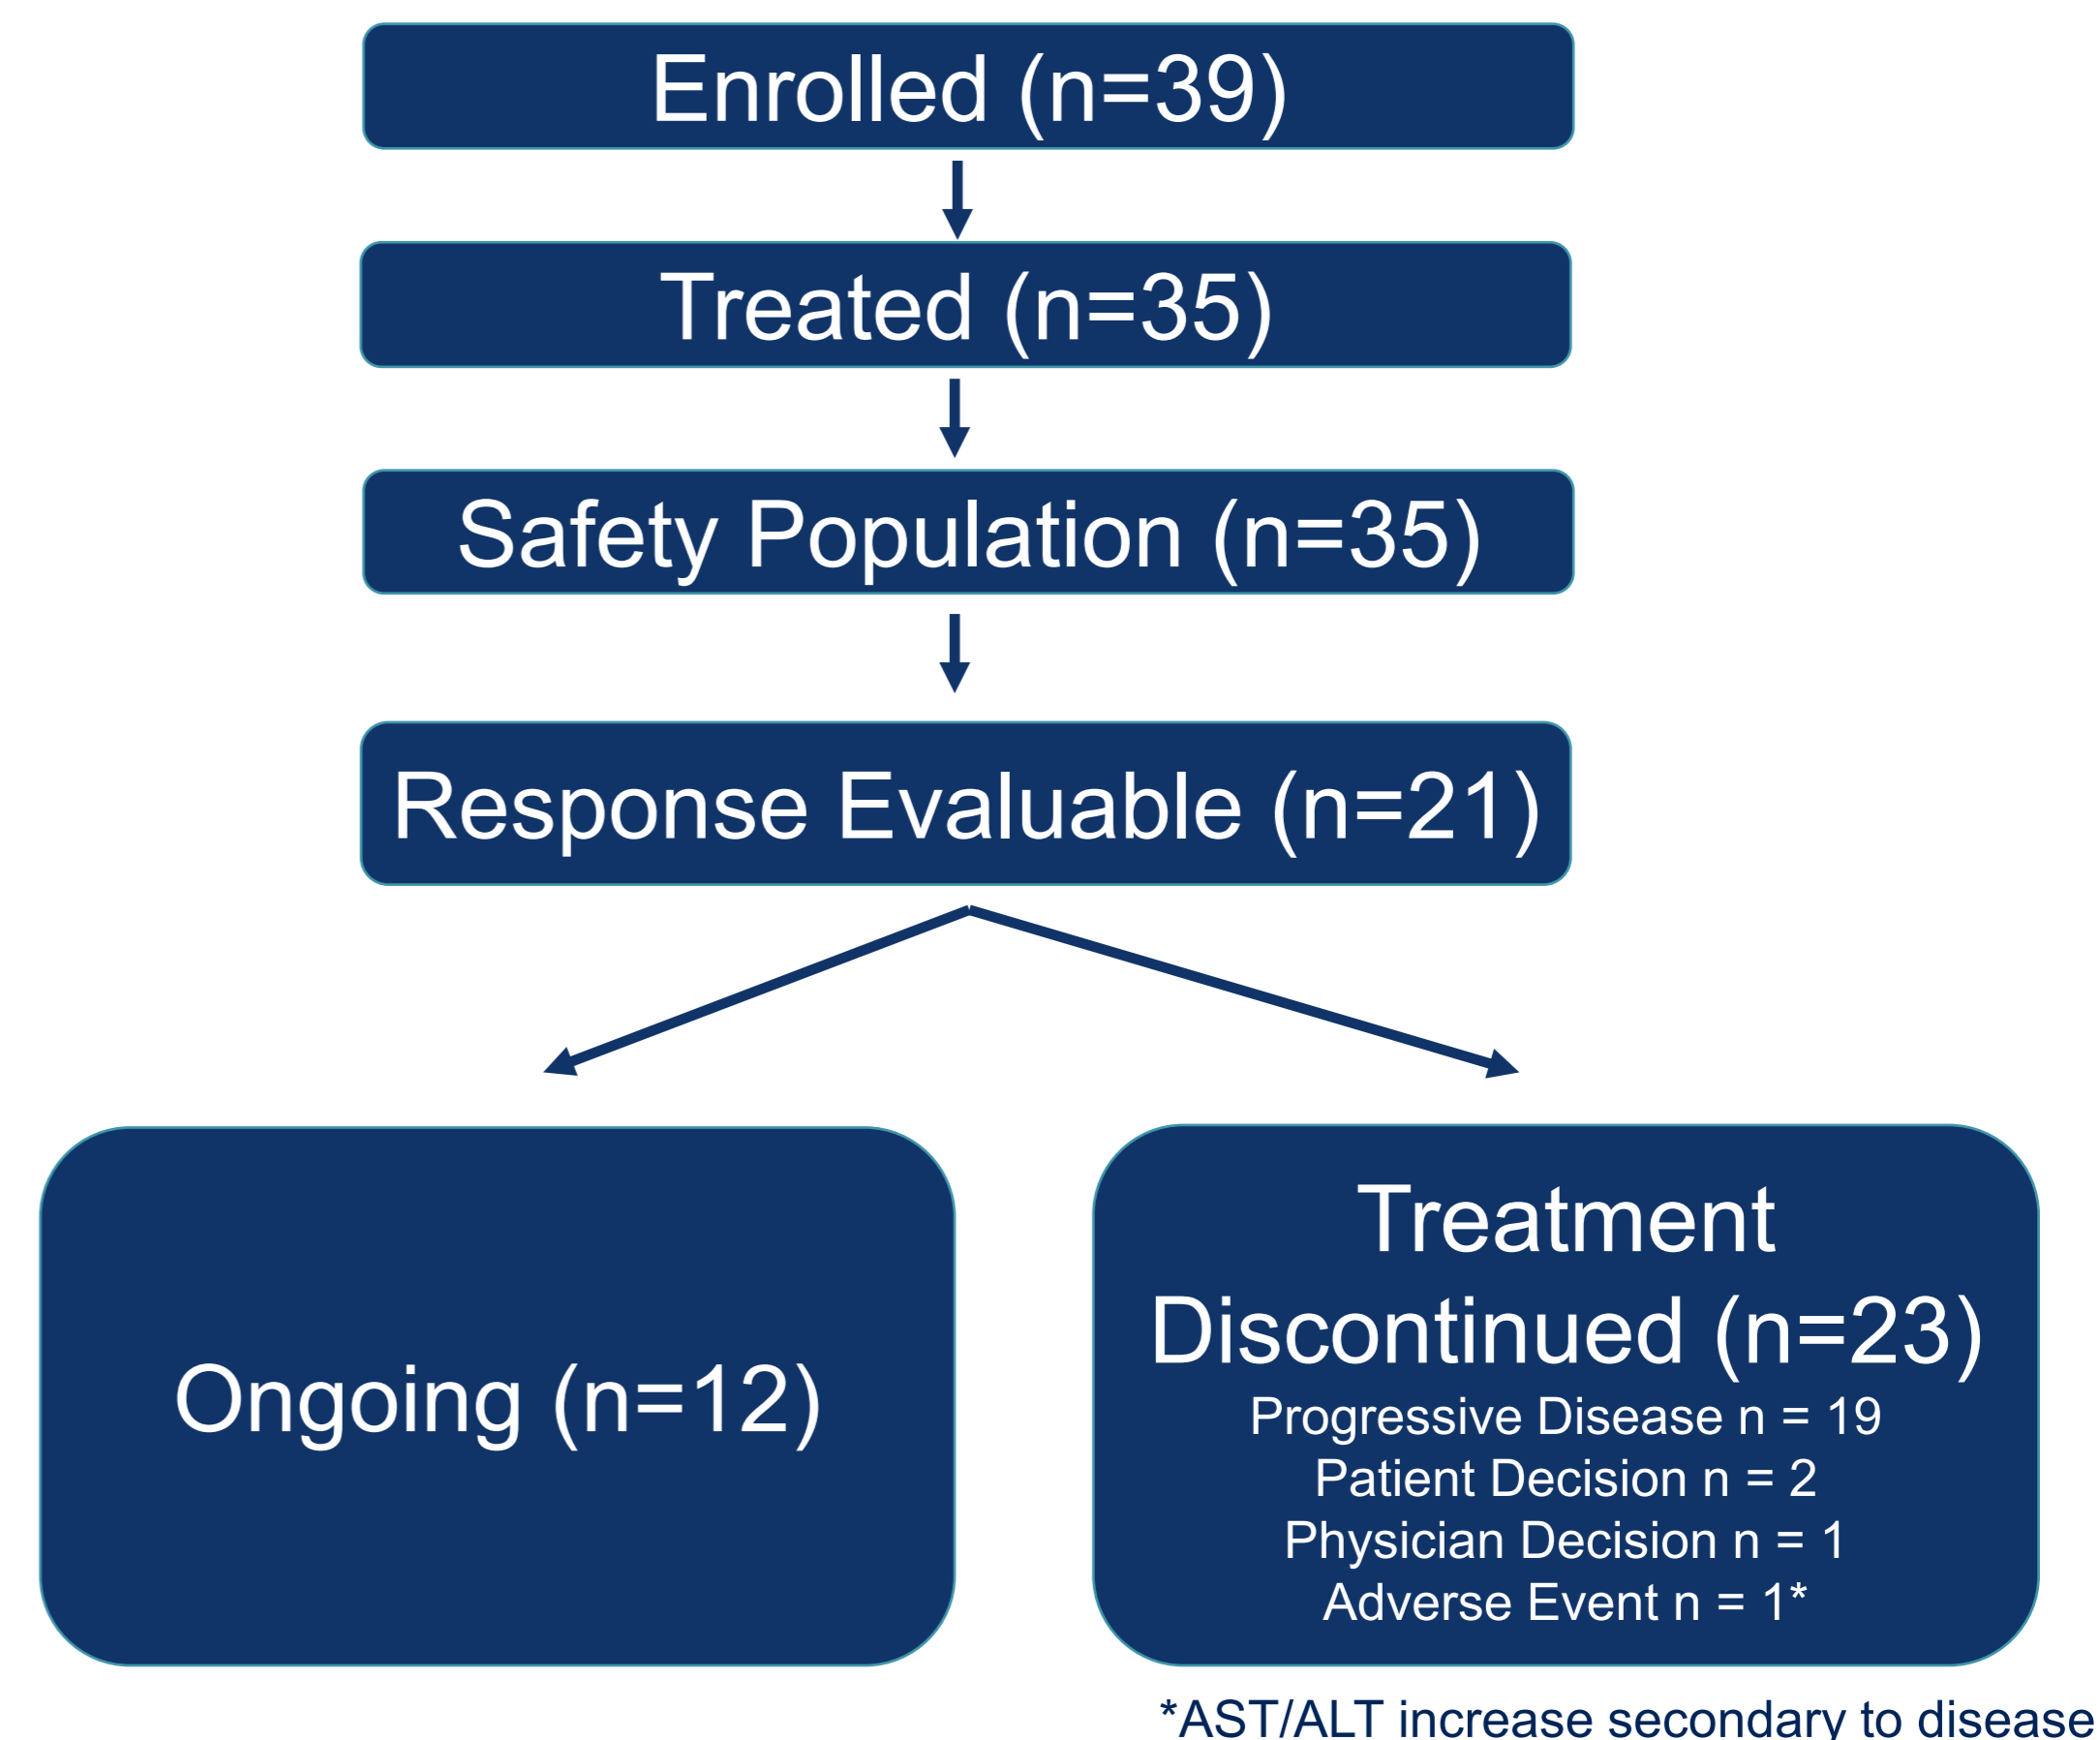 Enrolled (n=39)
Treated (n=35)
Safety Population (n=35)
Response Evaluable (n=21)
Ongoing (n=12)
Treatment
Discontinued (n=23)
Progressive Disease n = 19
Patient Decision n = 2
Physician Decision n = 1
Adverse Event n = 1*
*AST/ALT increase secondary to disease